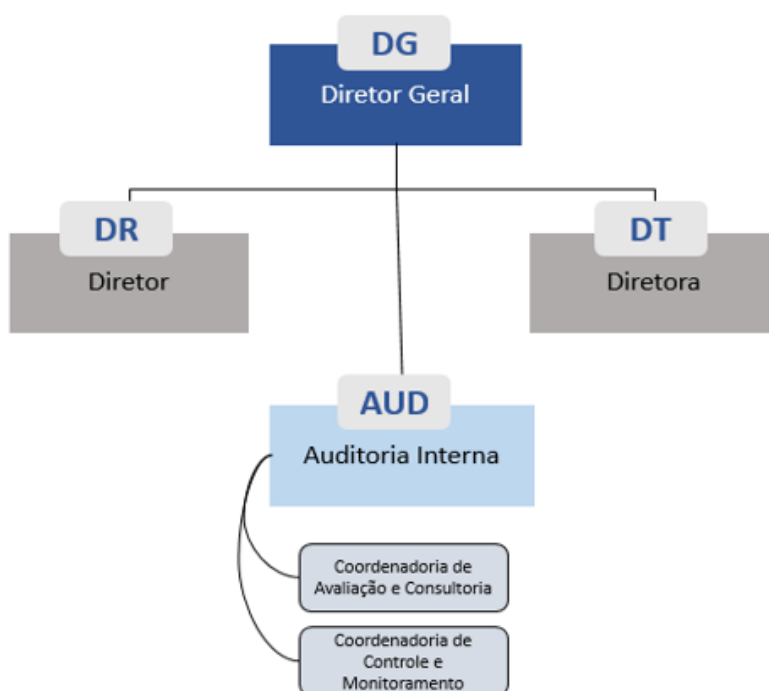 DG
Diretor Geral
DR
Diretor
DT
Diretora
AUD
Auditoria Interna
Coordenadoria de
Avaliação e Consultoria
Coordenadoria de
Controle e
Monitoramento